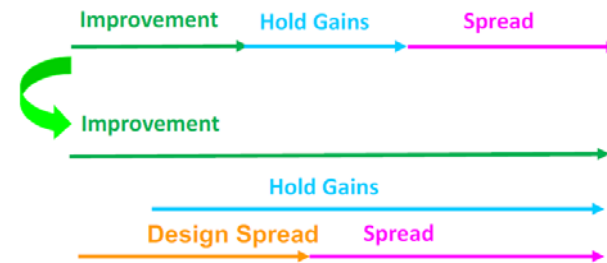 Improvement Hold Gains Spread
Improvement
Hold Gains
Design Spread Spread